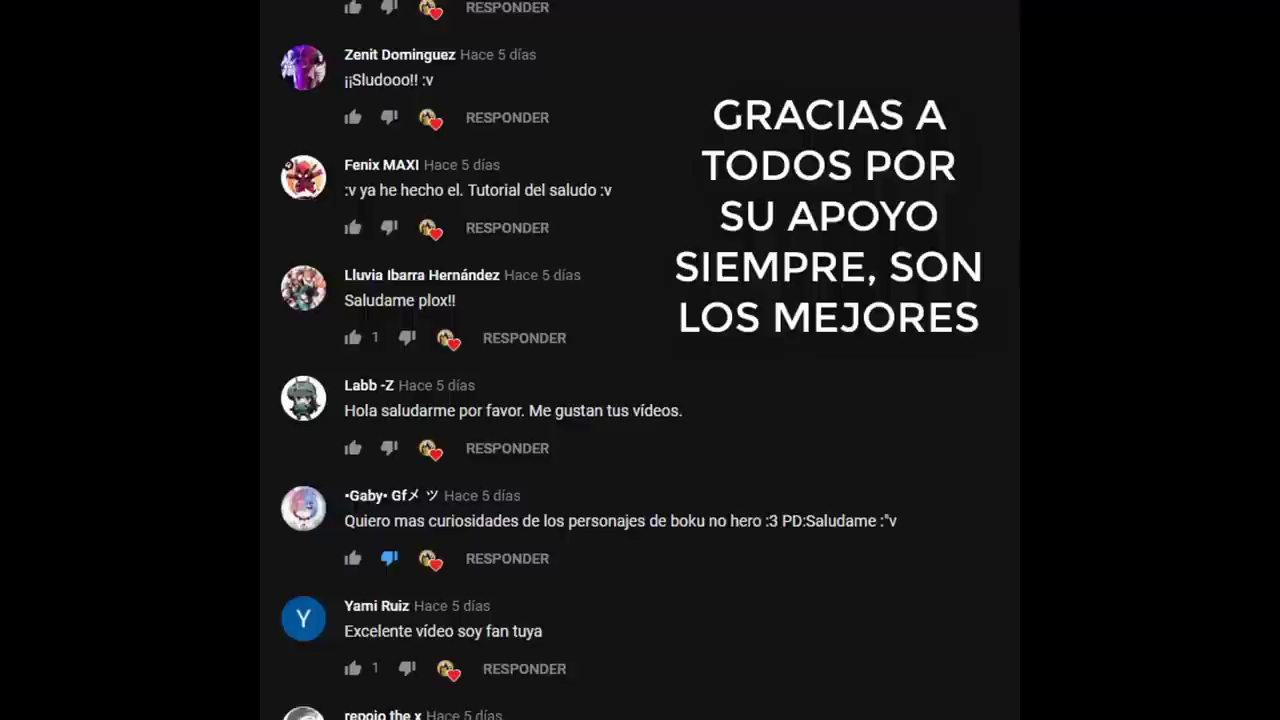 RESPONDER
Zenit Dominguez Hace 5 días
¡¡Sludooo!! :v
RESPONDER
Fenix MAXI Hace 5 días
:v ya he hecho el. Tutorial del saludo :v
RESPONDER
Lluvia Ibarra Hernández Hace 5 días
Saludame plox!!
1 RESPONDER
Labb -Z Hace 5 días
Hola saludarme por favor. Me gustan tus vídeos.
RESPONDER
•Gaby• Gfメ ツ Hace 5 días
Quiero mas curiosidades de los personajes de boku no hero :3 PD:Saludame :"v
RESPONDER
Y
Yami Ruiz Hace 5 días
Excelente vídeo soy fan tuya
1 RESPONDER
repojo the x Hace 5 días
GRACIAS A
TODOS POR
SU APOYO
SIEMPRE, SON
LOS MEJORES